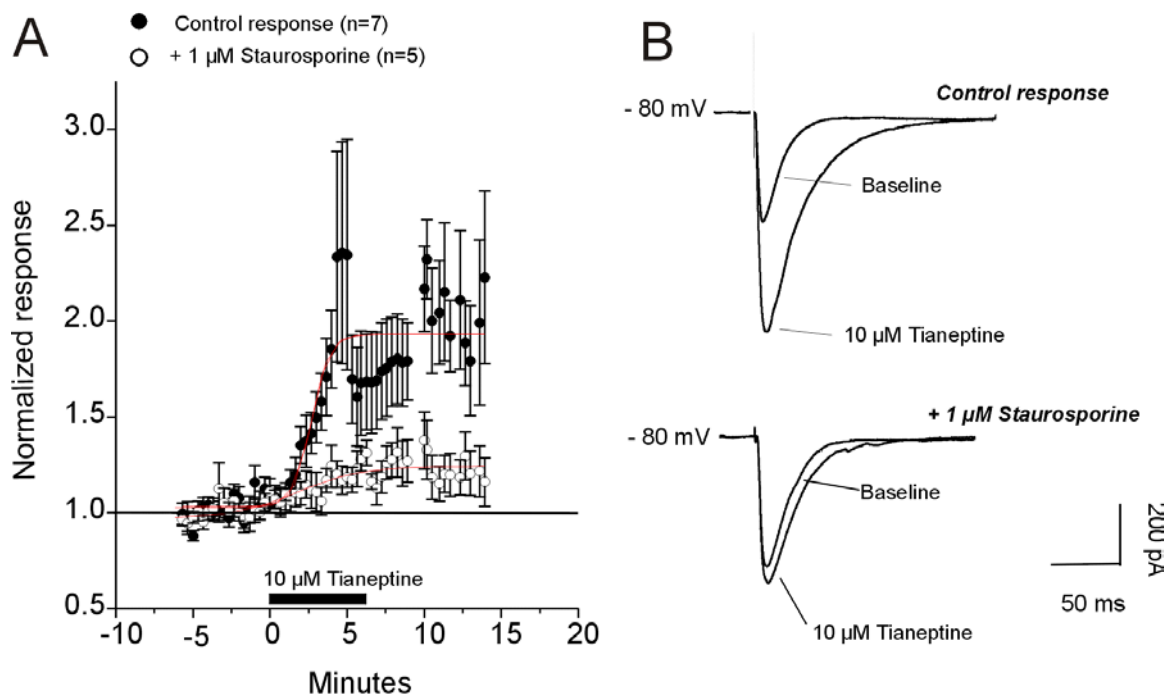 A
Control response (n=7)
+ 1 µM Staurosporine (n=5)
Normalized response
3.0
2.5
2.0
1.5
1.0
0.5
10 µM Tianeptine
-10
-5
0
5
10
15
20
Minutes
B
- 80 mV
Control response
Baseline
10 µM Tianeptine
+ 1 µM Staurosporine
- 80 mV
Baseline
10 µM Tianeptine
200 pA
50 ms